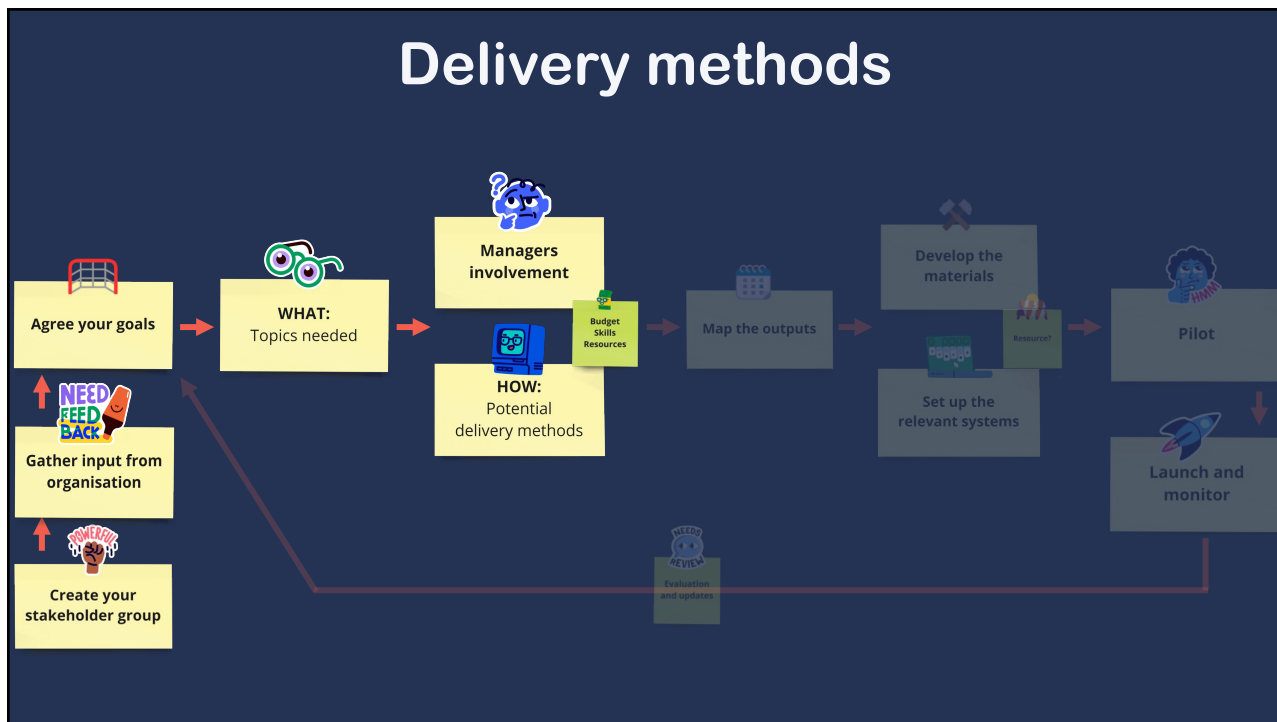 Delivery methods
Agree your goals
NEED
FEED
BACK
Gather input from
organisation
POWERFUL
Create your
stakeholder group
WHAT:
Topics needed
?
Managers
involvement
HOW:
Potential
delivery methods
Budget
Skills
Resources
Map the outputs
Develop the
materials
Resource?
Set up the
relevant systems
HMM
Pilot
Launch and
monitor
NEEDS
REVIEW
Evaluation
and updates